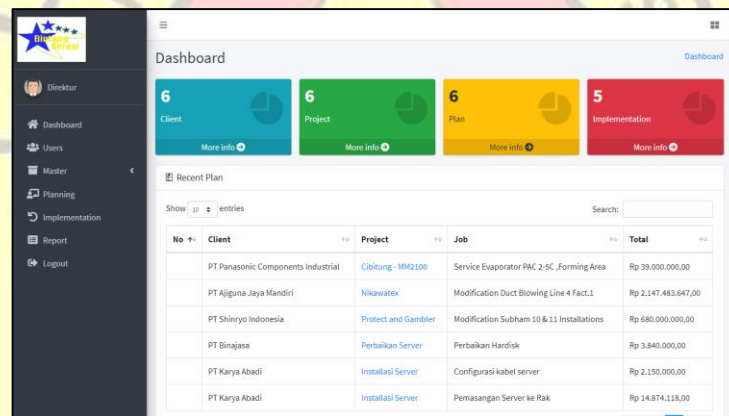 Bintang
Serasi
Direktur
Dashboard
Users
Master
Planning
Implementation
Report
Logout
Dashboard
Dashboard
6
Client
More info
6
Project
More info
6
Plan
More info
5
Implementation
More info
Recent Plan
Show 10 entries
Search:
No Client Project Job Total
PT Panasonic Components Industrial Cibitung - MM2100 Service Evaporator PAC 2-5C ,Forming Area Rp 39.000.000,00
PT Ajiguna Jaya Mandiri Nikawatex Modification Duct Blowing Line 4 Fact.1 Rp 2.147.483.647,00
PT Shinryo Indonesia Protect and Gambler Modification Subham 10 & 11 Installations Rp 680.000.000,00
PT Binajasa Perbaikan Server Perbaikan Hardisk Rp 3.840.000,00
PT Karya Abadi Installasi Server Configurasi kabel server Rp 2.150.000,00
PT Karya Abadi Installasi Server Pemasangan Server ke Rak Rp 14.874.118,00